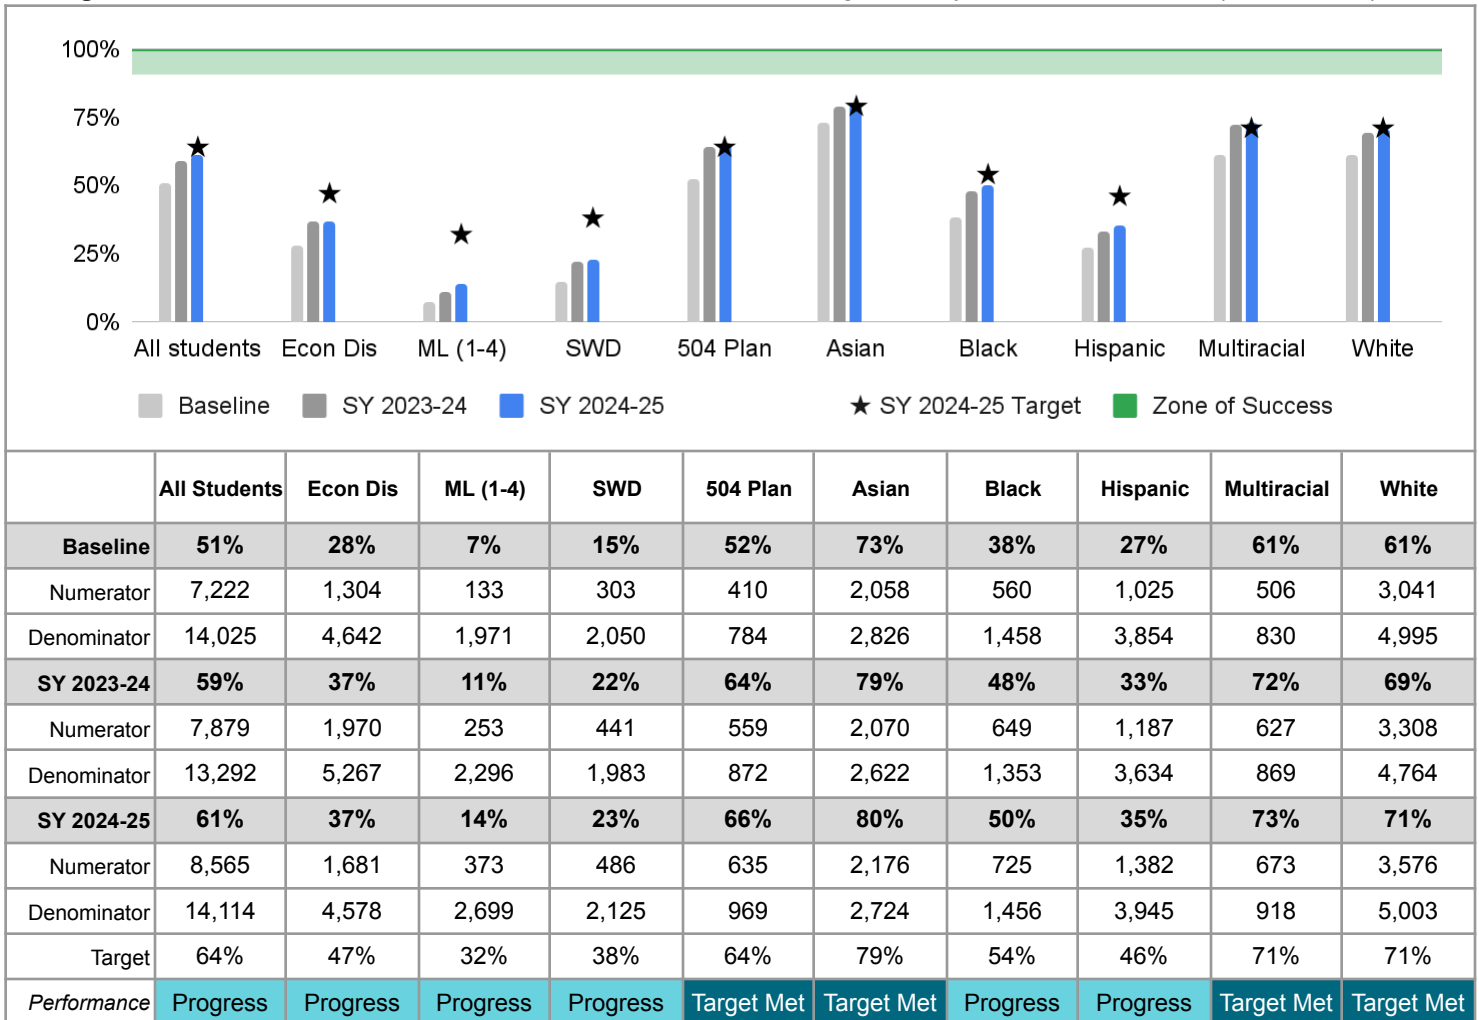 100%
75%
50%
25%
0%
All students Econ Dis ML (1-4) SWD 504 Plan Asian Black Hispanic Multiracial White
Baseline SY 2023-24 SY 2024-25 ★ SY 2024-25 Target Zone of Success
All Students Econ Dis ML (1-4) SWD 504 Plan Asian Black Hispanic Multiracial White
Baseline 51% 28% 7% 15% 52% 73% 38% 27% 61% 61%
Numerator 7,222 1,304 133 303 410 2,058 560 1,025 506 3,041
Denominator 14,025 4,642 1,971 2,050 784 2,826 1,458 3,854 830 4,995
SY 2023-24 59% 37% 11% 22% 64% 79% 48% 33% 72% 69%
Numerator 7,879 1,970 253 441 559 2,070 649 1,187 627 3,308
Denominator 13,292 5,267 2,296 1,983 872 2,622 1,353 3,634 869 4,764
SY 2024-25 61% 37% 14% 23% 66% 80% 50% 35% 73% 71%
Numerator 8,565 1,681 373 486 635 2,176 725 1,382 673 3,576
Denominator 14,114 4,578 2,699 2,125 969 2,724 1,456 3,945 918 5,003
Target 64% 47% 32% 38% 64% 79% 54% 46% 71% 71%
Performance Progress Progress Progress Progress Target Met Target Met Progress Progress Target Met Target Met